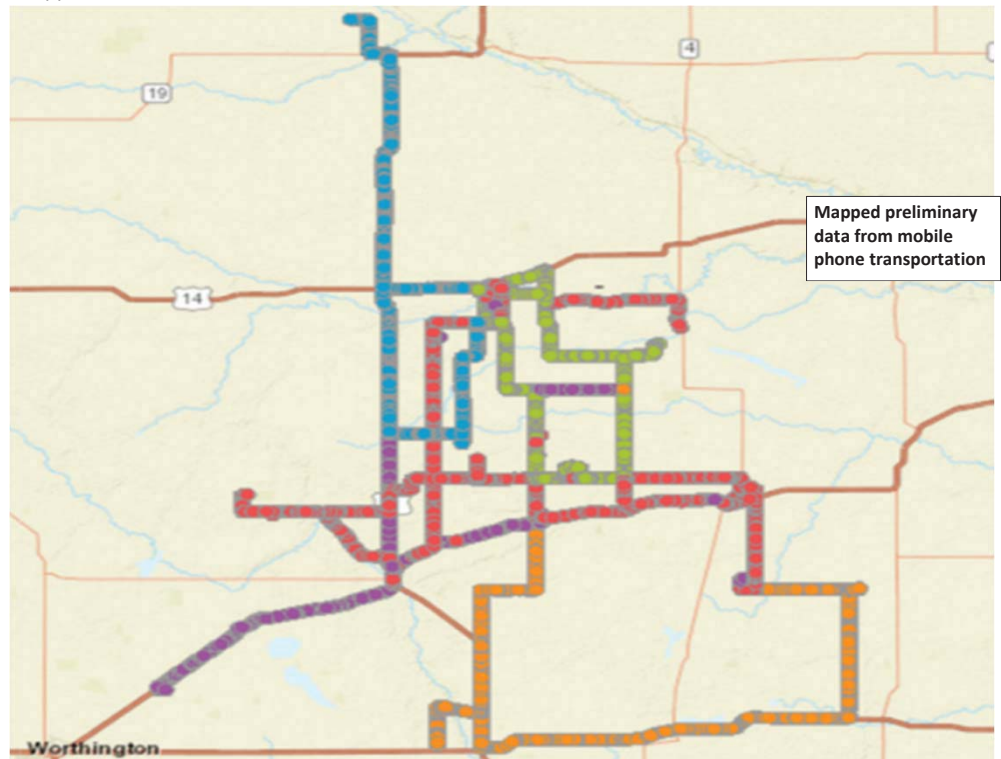 4
19
Mapped preliminary
data from mobile
phone transportation
14
Worthington